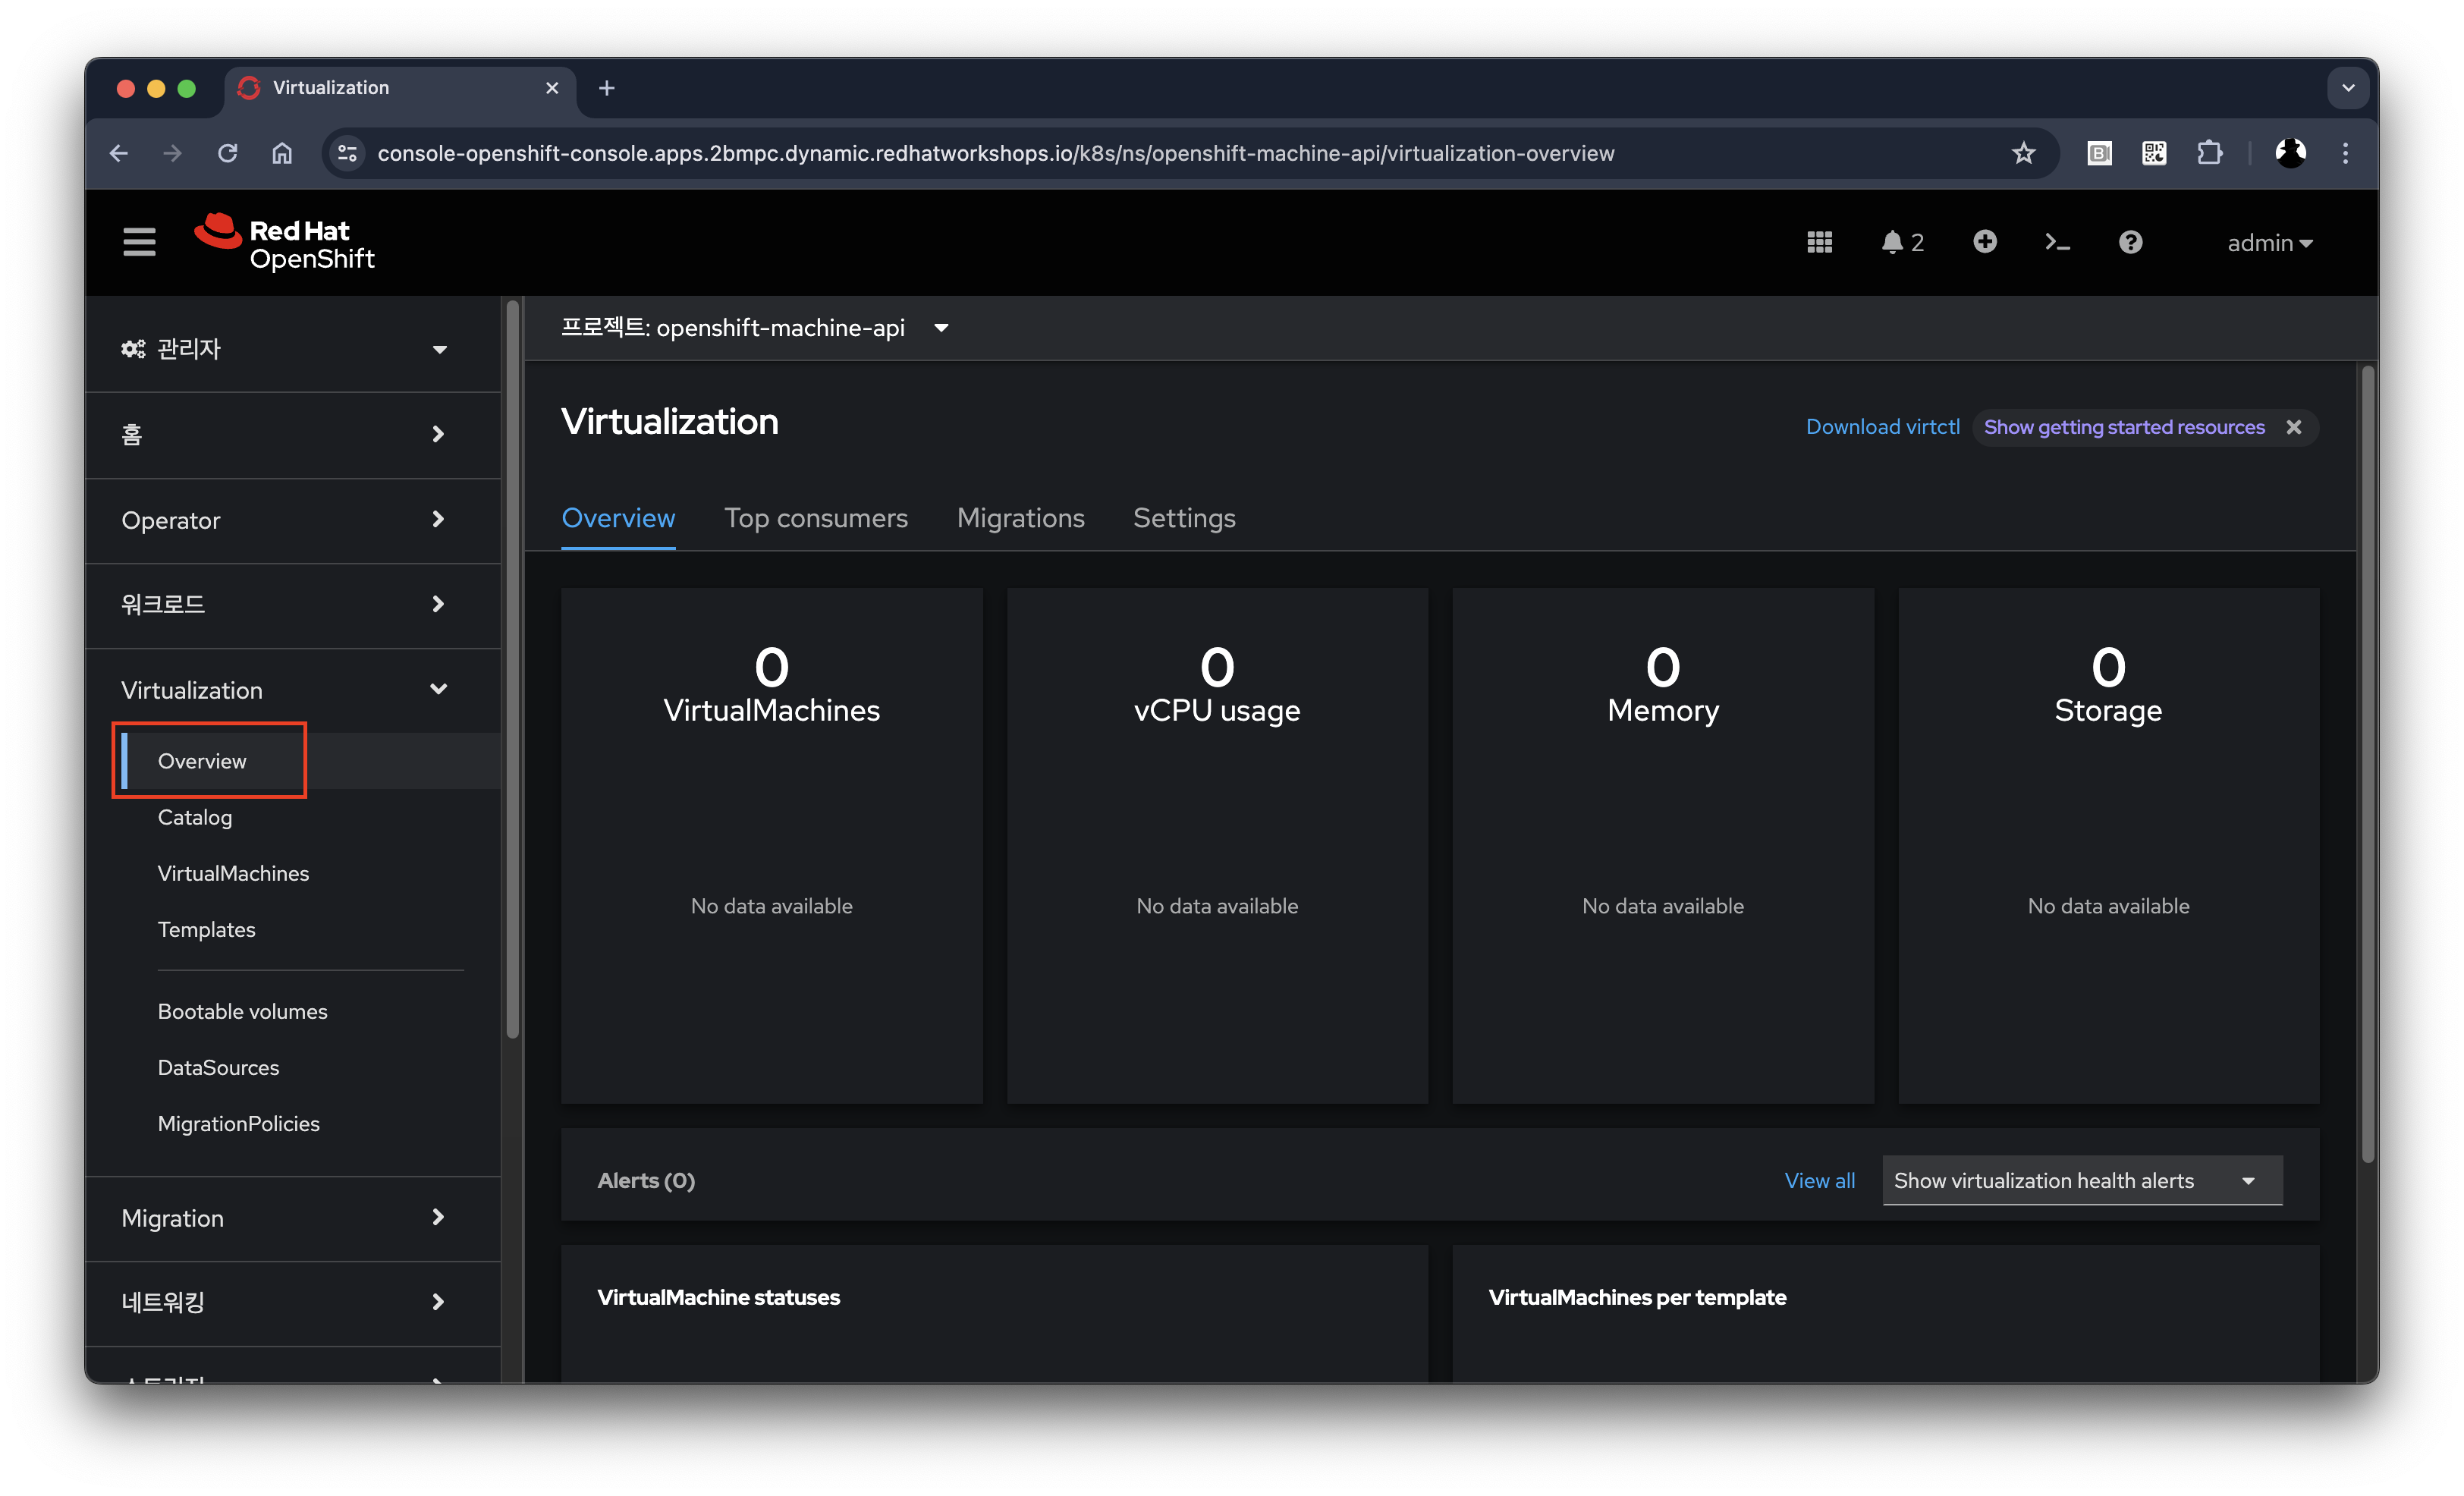 Virtualization
console-openshift-console.apps.2bmpc.dynamic.redhatworkshops.io/k8s/ns/openshift-machine-api/virtualization-overview
Red Hat
OpenShift
2
admin
관리자
홈
Operator
워크로드
Virtualization
Overview
Catalog
VirtualMachines
Templates
Bootable volumes
DataSources
MigrationPolicies
Migration
네트워킹
프로젝트: openshift-machine-api
Virtualization
Download virtctl
Show getting started resources
Overview
Top consumers
Migrations
Settings
0
VirtualMachines
No data available
0
vCPU usage
No data available
0
Memory
No data available
0
Storage
No data available
Alerts (0)
View all
Show virtualization health alerts
VirtualMachine statuses
VirtualMachines per template